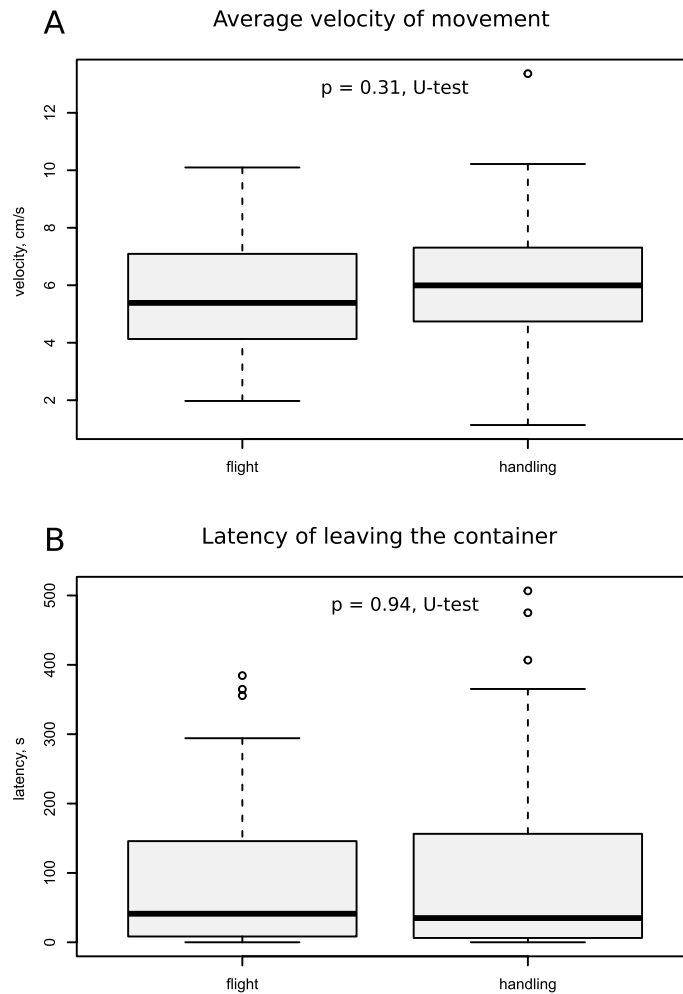 A
Average velocity of movement
p = 0.31, U-test
velocity, cm/s
12
10
8
6
4
2
flight
handling
B
Latency of leaving the container
p = 0.94, U-test
latency, s
500
400
300
200
100
0
flight
handling